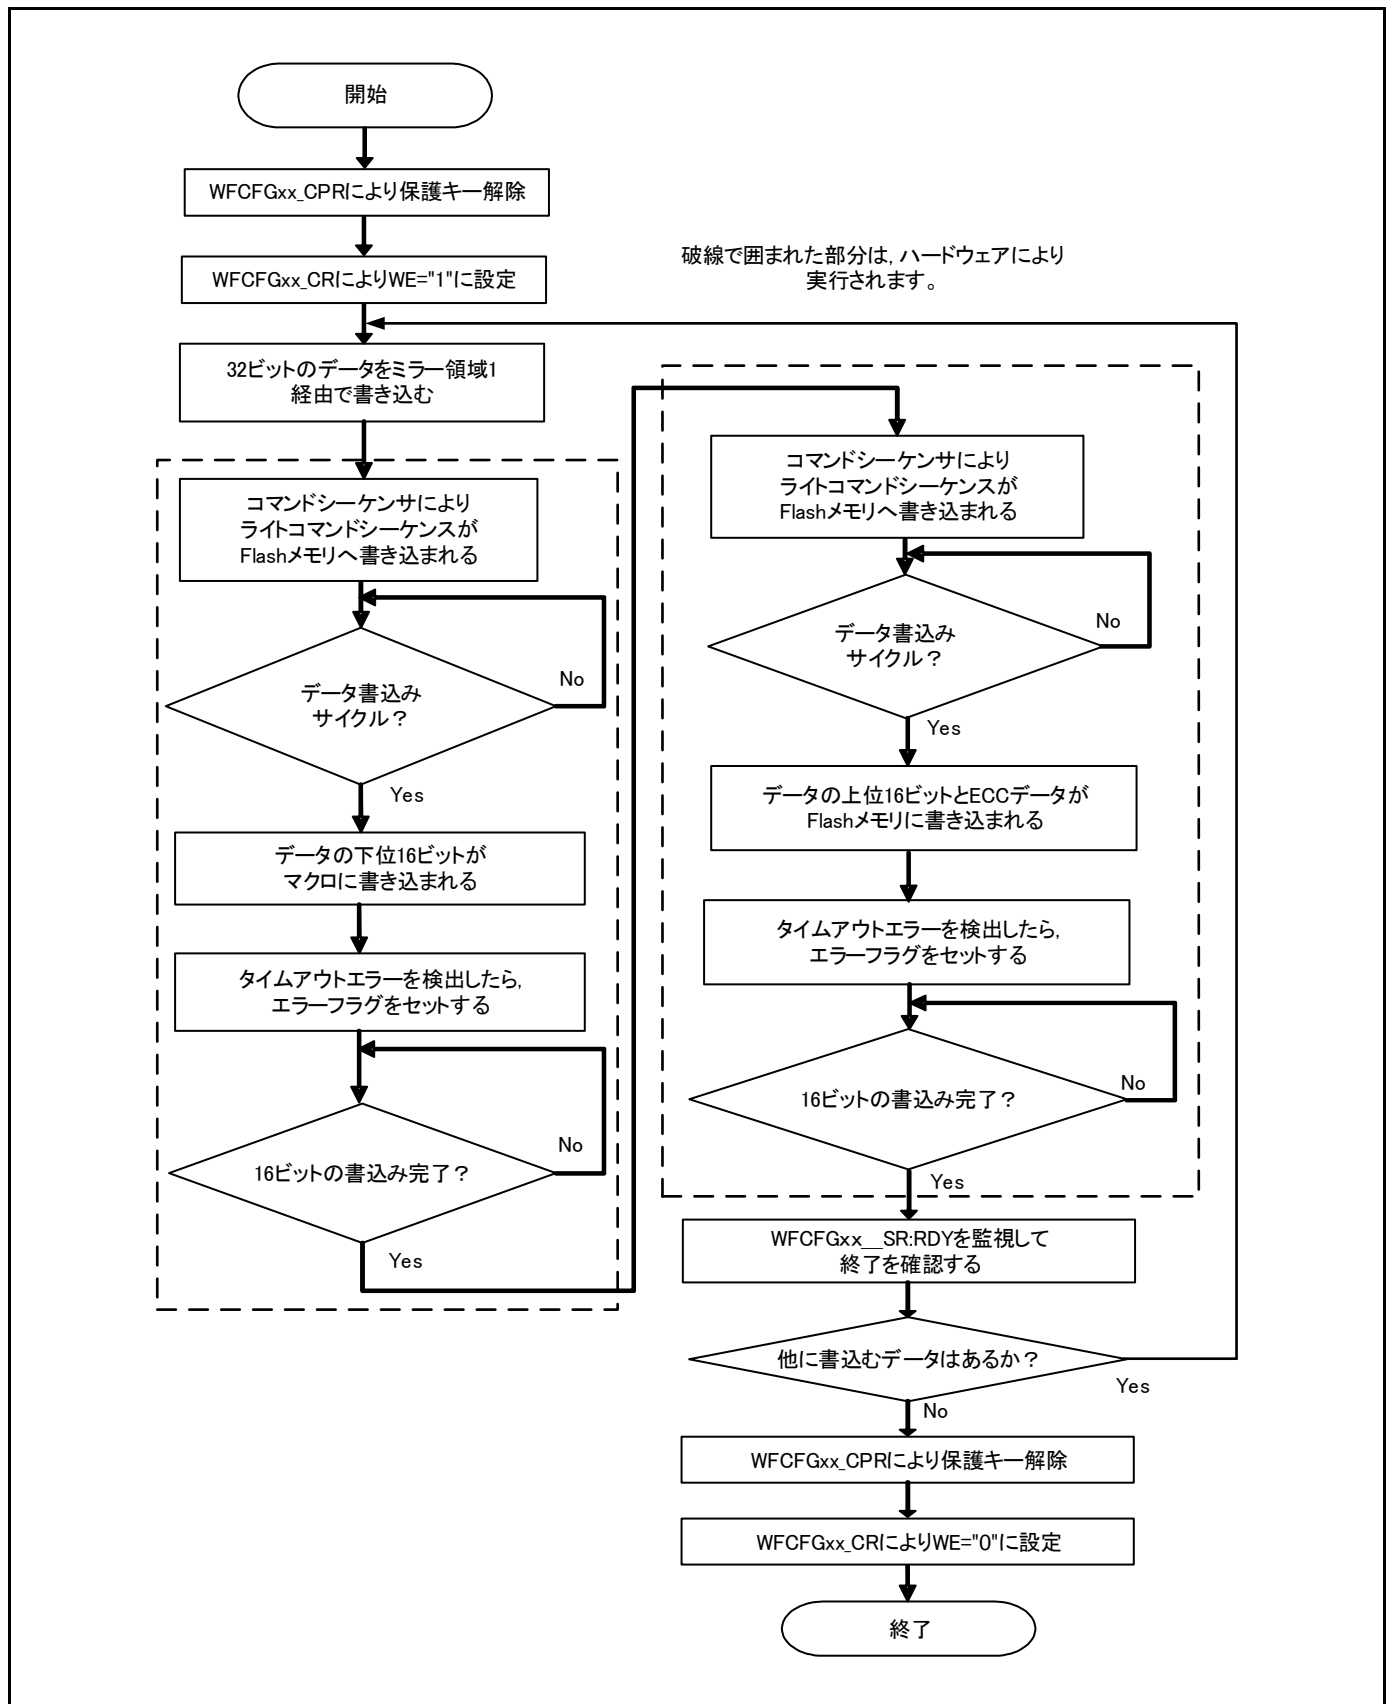 開始
WFCFGxx_CPRにより保護キー解除
WFCFGxx_CRによりWE="1"に設定
破線で囲まれた部分は, ハードウェアにより
実行されます。
32ビットのデータをミラー領域1
経由で書き込む
コマンドシーケンサにより
ライトコマンドシーケンスが
Flashメモリへ書き込まれる
データ書込み
サイクル？
No
Yes
データの下位16ビットが
マクロに書き込まれる
タイムアウトエラーを検出したら,
エラーフラグをセットする
16ビットの書込み完了？
No
Yes
コマンドシーケンサにより
ライトコマンドシーケンスが
Flashメモリへ書き込まれる
データ書込み
サイクル？
No
Yes
データの上位16ビットとECCデータが
Flashメモリに書き込まれる
タイムアウトエラーを検出したら,
エラーフラグをセットする
16ビットの書込み完了？
No
Yes
WFCFGxx__SR:RDYを監視して
終了を確認する
他に書込むデータはあるか？
Yes
No
WFCFGxx_CPRにより保護キー解除
WFCFGxx_CRによりWE="0"に設定
終了